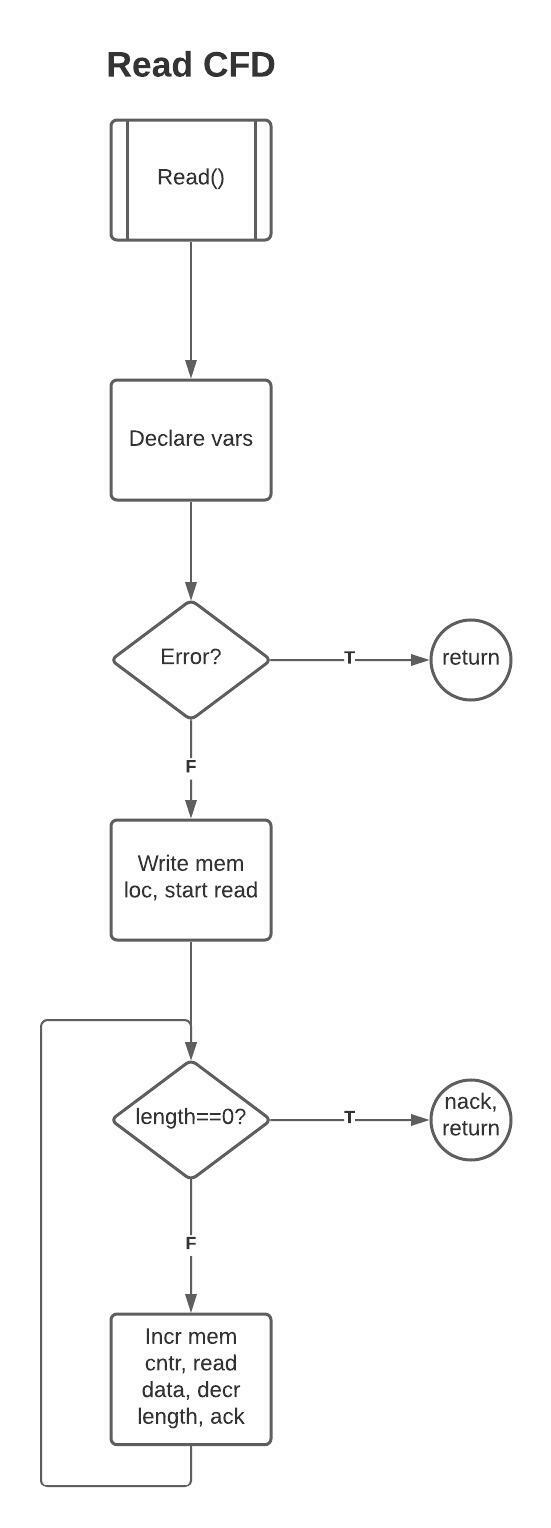 Read CFD
Read()
Declare vars
Error?
T
return
F
Write mem
loc, start read
length==0?
T
nack,
return
F
Incr mem
cntr, read
data, decr
length, ack